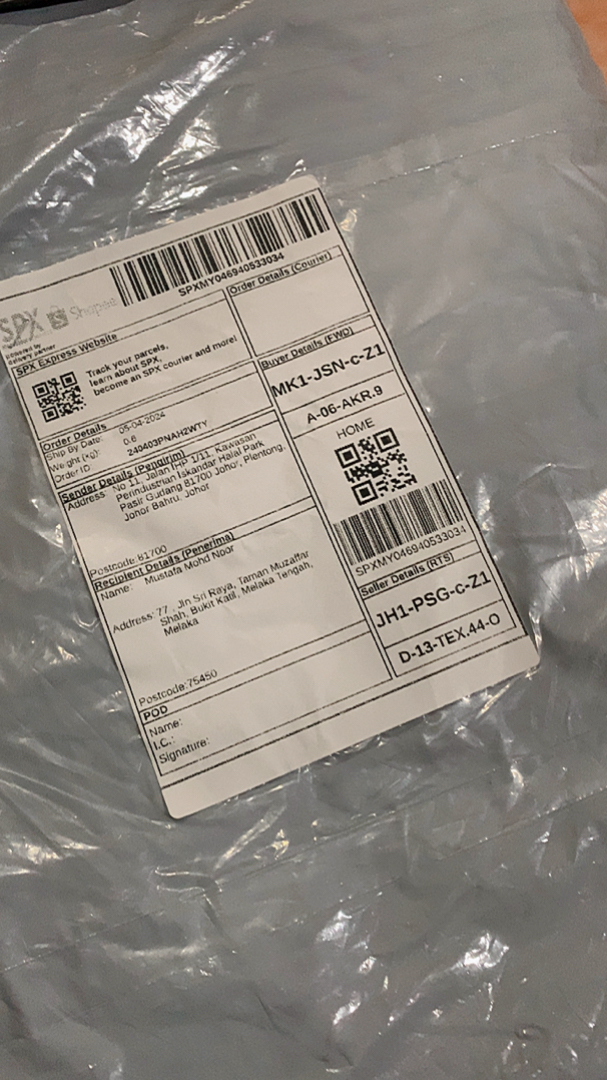 SPXMY046940533034
SPX Shopee
powered by
delivery partner
SPX Express Website
Track your parcels,
learn about SPX,
become an SPX courier and more!
Order Details (Courier)
Order Details
Ship By Date: 05-04-2024
Weight (kg): 0.6
Order ID 240403PNAH2WTY
Sender Details (Pengirim)
Address: No 11, Jalan IHP 1/11, Kawasan
Perindustrian Iskandar Halal Park
Pasir Gudang 81700 Johor, Plentong,
Johor Bahru, Johor
Postcode:81700
Recipient Details (Penerima)
Name: Mustafa Mohd Noor
Address: 77 , Jln Sri Raya, Taman Muzaffar
Shah, Bukit Katil, Melaka Tengah,
Melaka
Postcode:75450
POD
Name:
I.C.:
Signature:
Buyer Details (FWD)
MK1-JSN-c-Z1
A-06-AKR.9
HOME
SPXMY046940533034
Seller Details (RTS)
JH1-PSG-c-Z1
D-13-TEX.44-O